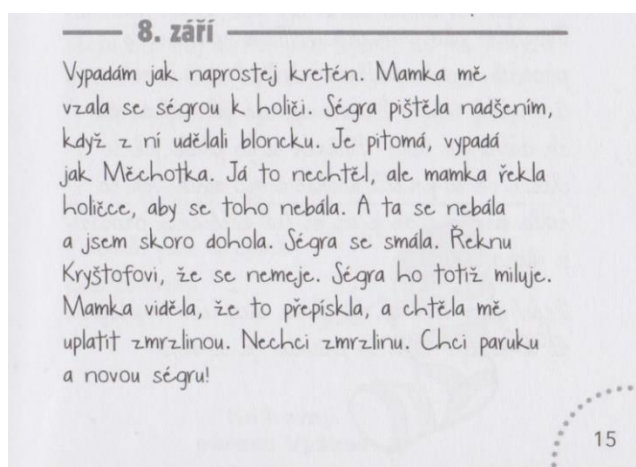 8. září
Vypadám jak naprostej kretén. Mamka mě
vzala se ségrou k holiči. Ségra pištěla nadšením,
když z ní udělali bloncku. Je pitomá, vypadá
jak Měchotka. Já to nechtěl, ale mamka řekla
holičce, aby se toho nebála. A ta se nebála
a jsem skoro dohola. Ségra se smála. Řeknu
Kryštofovi, že se nemeje. Ségra ho totiž miluje.
Mamka viděla, že to přepískla, a chtěla mě
uplatit zmrzlinou. Nechci zmrzlinu. Chci paruku
a novou ségru!
15